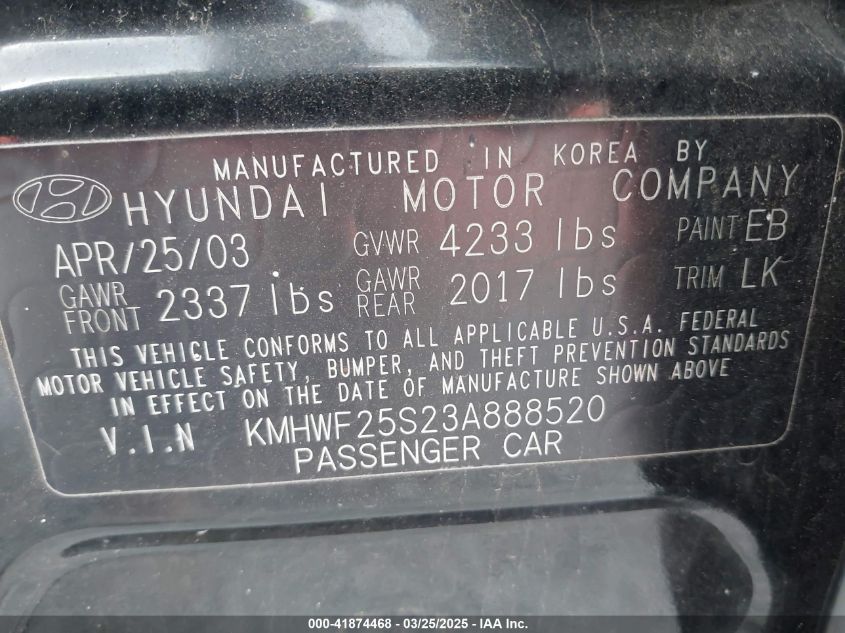 MANUFACTURED IN KOREA BY
HYUNDAI MOTOR COMPANY
APR/25/03 GVWR 4233 lbs PAINT EB
GAWR FRONT 2337 lbs GAWR REAR 2017 lbs TRIM LK
THIS VEHICLE CONFORMS TO ALL APPLICABLE U.S.A. FEDERAL
MOTOR VEHICLE SAFETY, BUMPER, AND THEFT PREVENTION STANDARDS
IN EFFECT ON THE DATE OF MANUFACTURE SHOWN ABOVE
V.I.N KMHWF25S23A888520
PASSENGER CAR
000-41874468 - 03/25/2025 - IAA Inc.